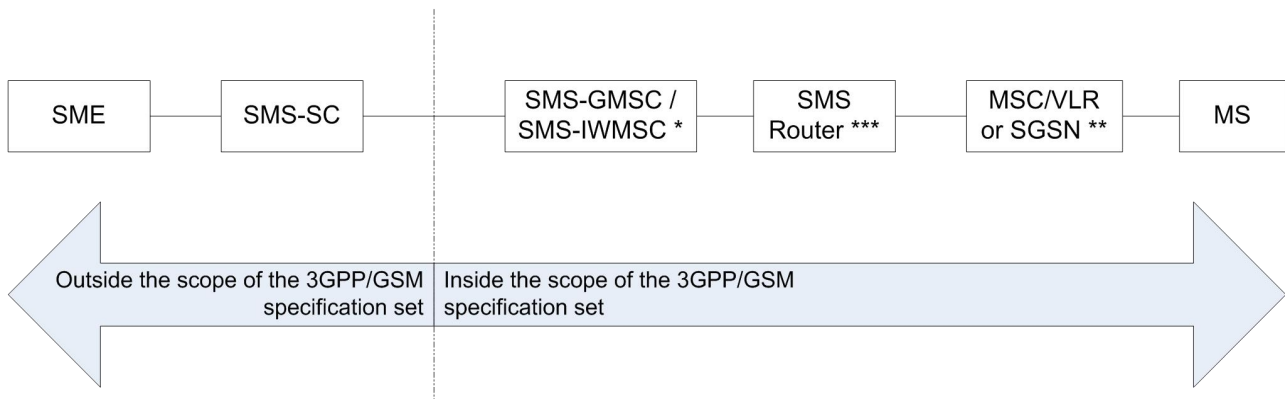 SME
SMS-SC
SMS-GMSC /
SMS-IWMSC *
SMS
Router ***
MSC/VLR
or SGSN **
MS
Outside the scope of the 3GPP/GSM
specification set
Inside the scope of the 3GPP/GSM
specification set